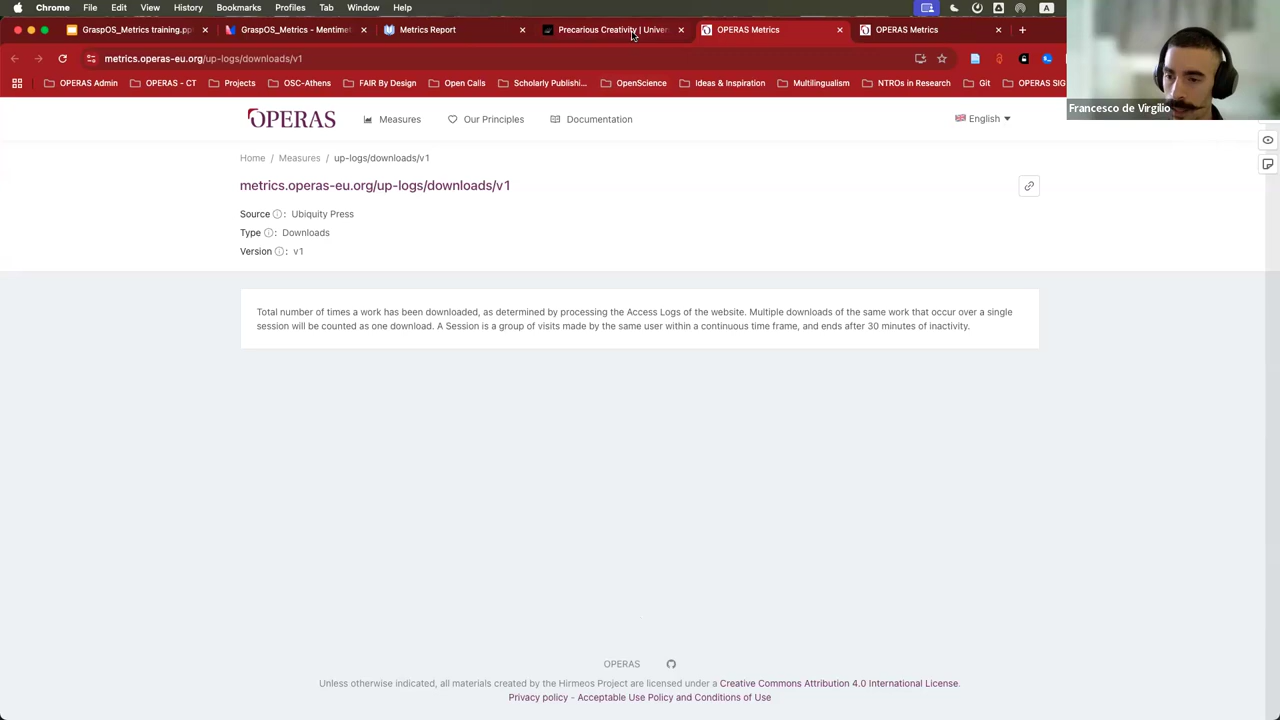 Chrome File Edit View History Bookmarks Profiles Tab Window Help
GraspOS_Metrics training.pp
GraspOS_Metrics - Mentimet
Metrics Report
Precarious Creativity | Univer
OPERAS Metrics
OPERAS Metrics
metrics.operas-eu.org/up-logs/downloads/v1
OPERAS Admin OPERAS - CT Projects OSC-Athens FAIR By Design Open Calls Scholarly Publishi... OpenScience Ideas & Inspiration Multilingualism NTROs in Research Git OPERAS SIG
Francesco de Virgilio
OPERAS Measures Our Principles Documentation English
Home / Measures / up-logs/downloads/v1
metrics.operas-eu.org/up-logs/downloads/v1
Source : Ubiquity Press
Type : Downloads
Version : v1
Total number of times a work has been downloaded, as determined by processing the Access Logs of the website. Multiple downloads of the same work that occur over a single
session will be counted as one download. A Session is a group of visits made by the same user within a continuous time frame, and ends after 30 minutes of inactivity.
OPERAS
Unless otherwise indicated, all materials created by the Hirmeos Project are licensed under a Creative Commons Attribution 4.0 International License.
Privacy policy - Acceptable Use Policy and Conditions of Use